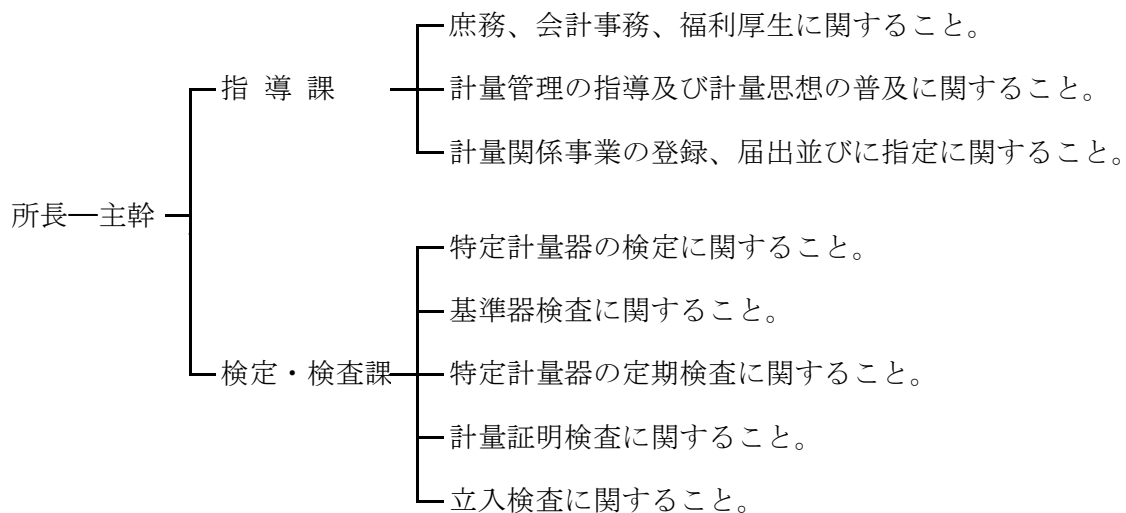 庶務、会計事務、福利厚生に関すること。
指 導 課
計量管理の指導及び計量思想の普及に関すること。
計量関係事業の登録、届出並びに指定に関すること。
所長―主幹
特定計量器の検定に関すること。
基準器検査に関すること。
検定・検査課
特定計量器の定期検査に関すること。
計量証明検査に関すること。
立入検査に関すること。